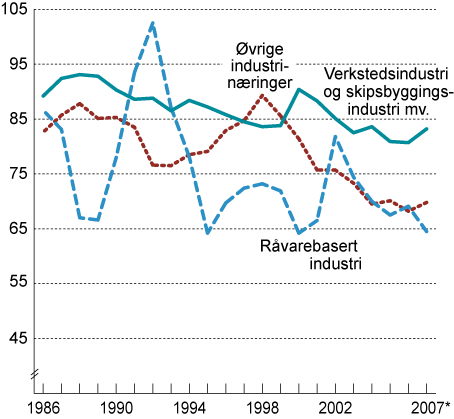 105
95
85
75
65
55
45
Øvrige
industri-
næringer
Verkstedsindustri
og skipsbyggings-
industri mv.
Råvarebasert
industri
1986 1990 1994 1998 2002 2007*